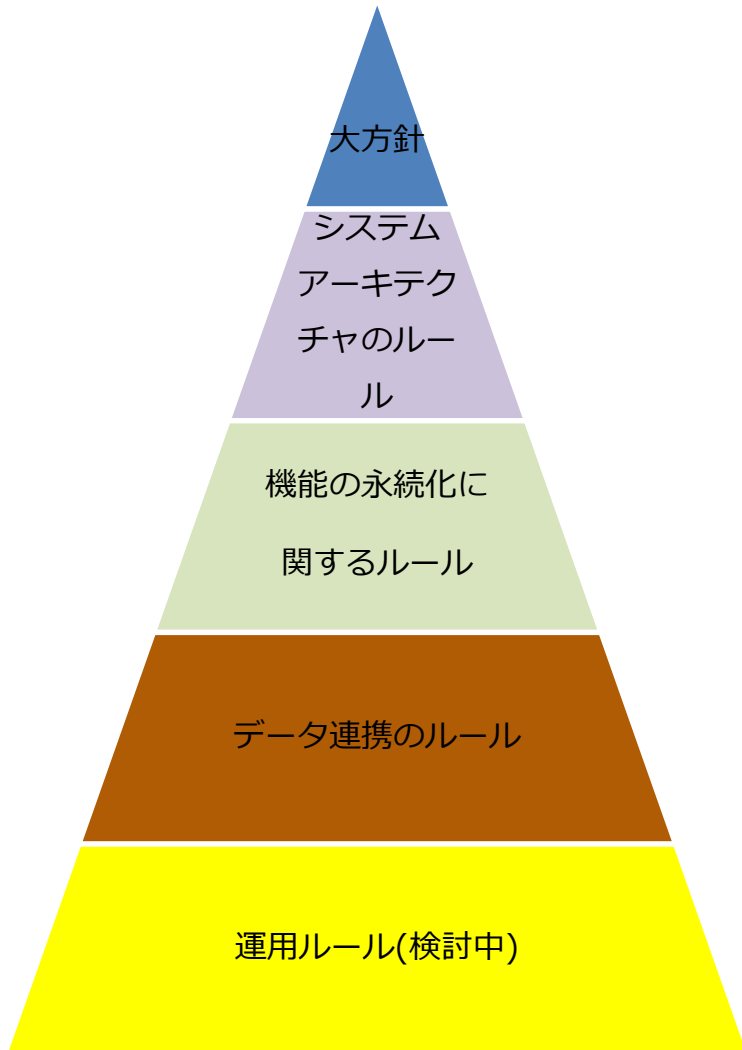 大方針
システム
アーキテク
チャのルー
ル
機能の永続化に
関するルール
データ連携のルール
運用ルール(検討中)